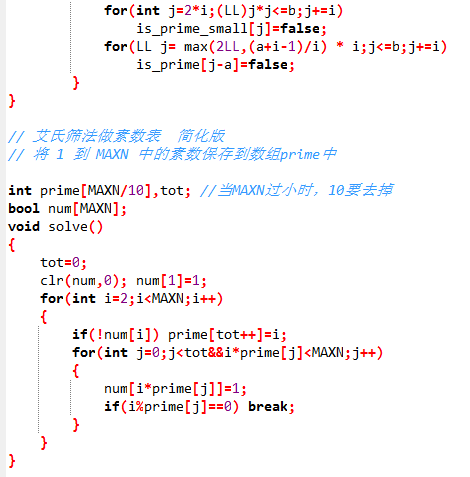 for(int j=2*i;(LL)j*j<=b;j+=i)
is_prime_small[j]=false;
for(LL j= max(2LL,(a+i-1)/i) * i;j<=b;j+=i)
is_prime[j-a]=false;
}
}
// 艾氏筛法做素数表  简化版
// 将 1 到 MAXN 中的素数保存到数组prime中
int prime[MAXN/10],tot; //当MAXN过小时，10要去掉
bool num[MAXN];
void solve()
{
tot=0;
clr(num,0); num[1]=1;
for(int i=2;i<MAXN;i++)
{
if(!num[i]) prime[tot++]=i;
for(int j=0;j<tot&&i*prime[j]<MAXN;j++)
{
num[i*prime[j]]=1;
if(i%prime[j]==0) break;
}
}
}